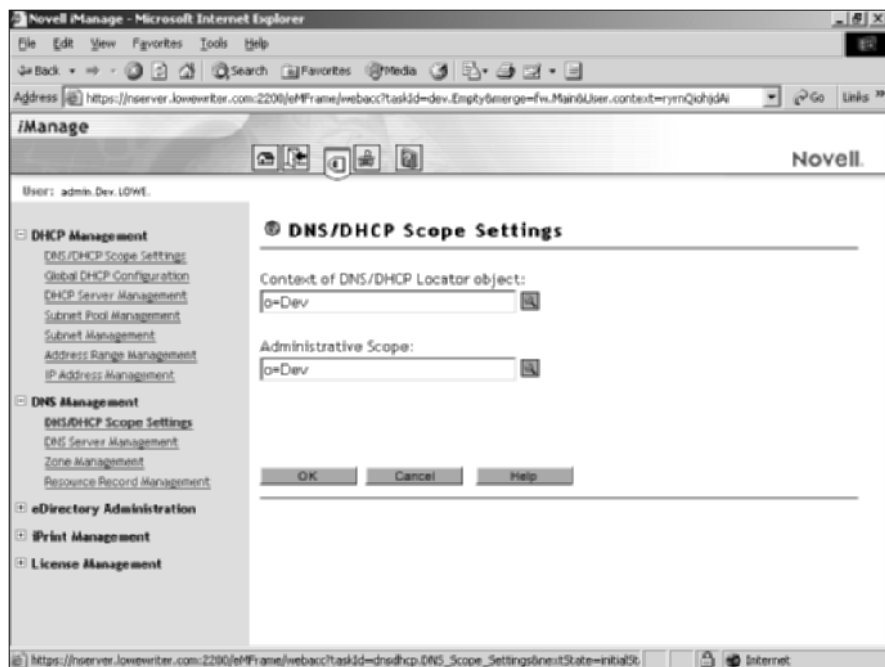 Novell iManage - Microsoft Internet Explorer
File Edit View Favorites Tools Help
Back Search Favorites Media
Address https://nserver.lowewriter.com:2200/eMFrame/webacc?taskId=dev.Empty&merge=fw.Main&User.context= Go Links »
iManage
Novell.
User: admin.Dev.LOWE.
DHCP Management
DNS/DHCP Scope Settings
Global DHCP Configuration
DHCP Server Management
Subnet Pool Management
Subnet Management
Address Range Management
IP Address Management
DNS Management
DNS/DHCP Scope Settings
DNS Server Management
Zone Management
Resource Record Management
eDirectory Administration
iPrint Management
License Management
DNS/DHCP Scope Settings
Context of DNS/DHCP Locator object:
o=Dev
Administrative Scope:
o=Dev
OK Cancel Help
https://nserver.lowewriter.com:2200/eMFrame/webacc?taskId=dnsdhcp.DNS_Scope_Settings&nextState=initialSt Internet